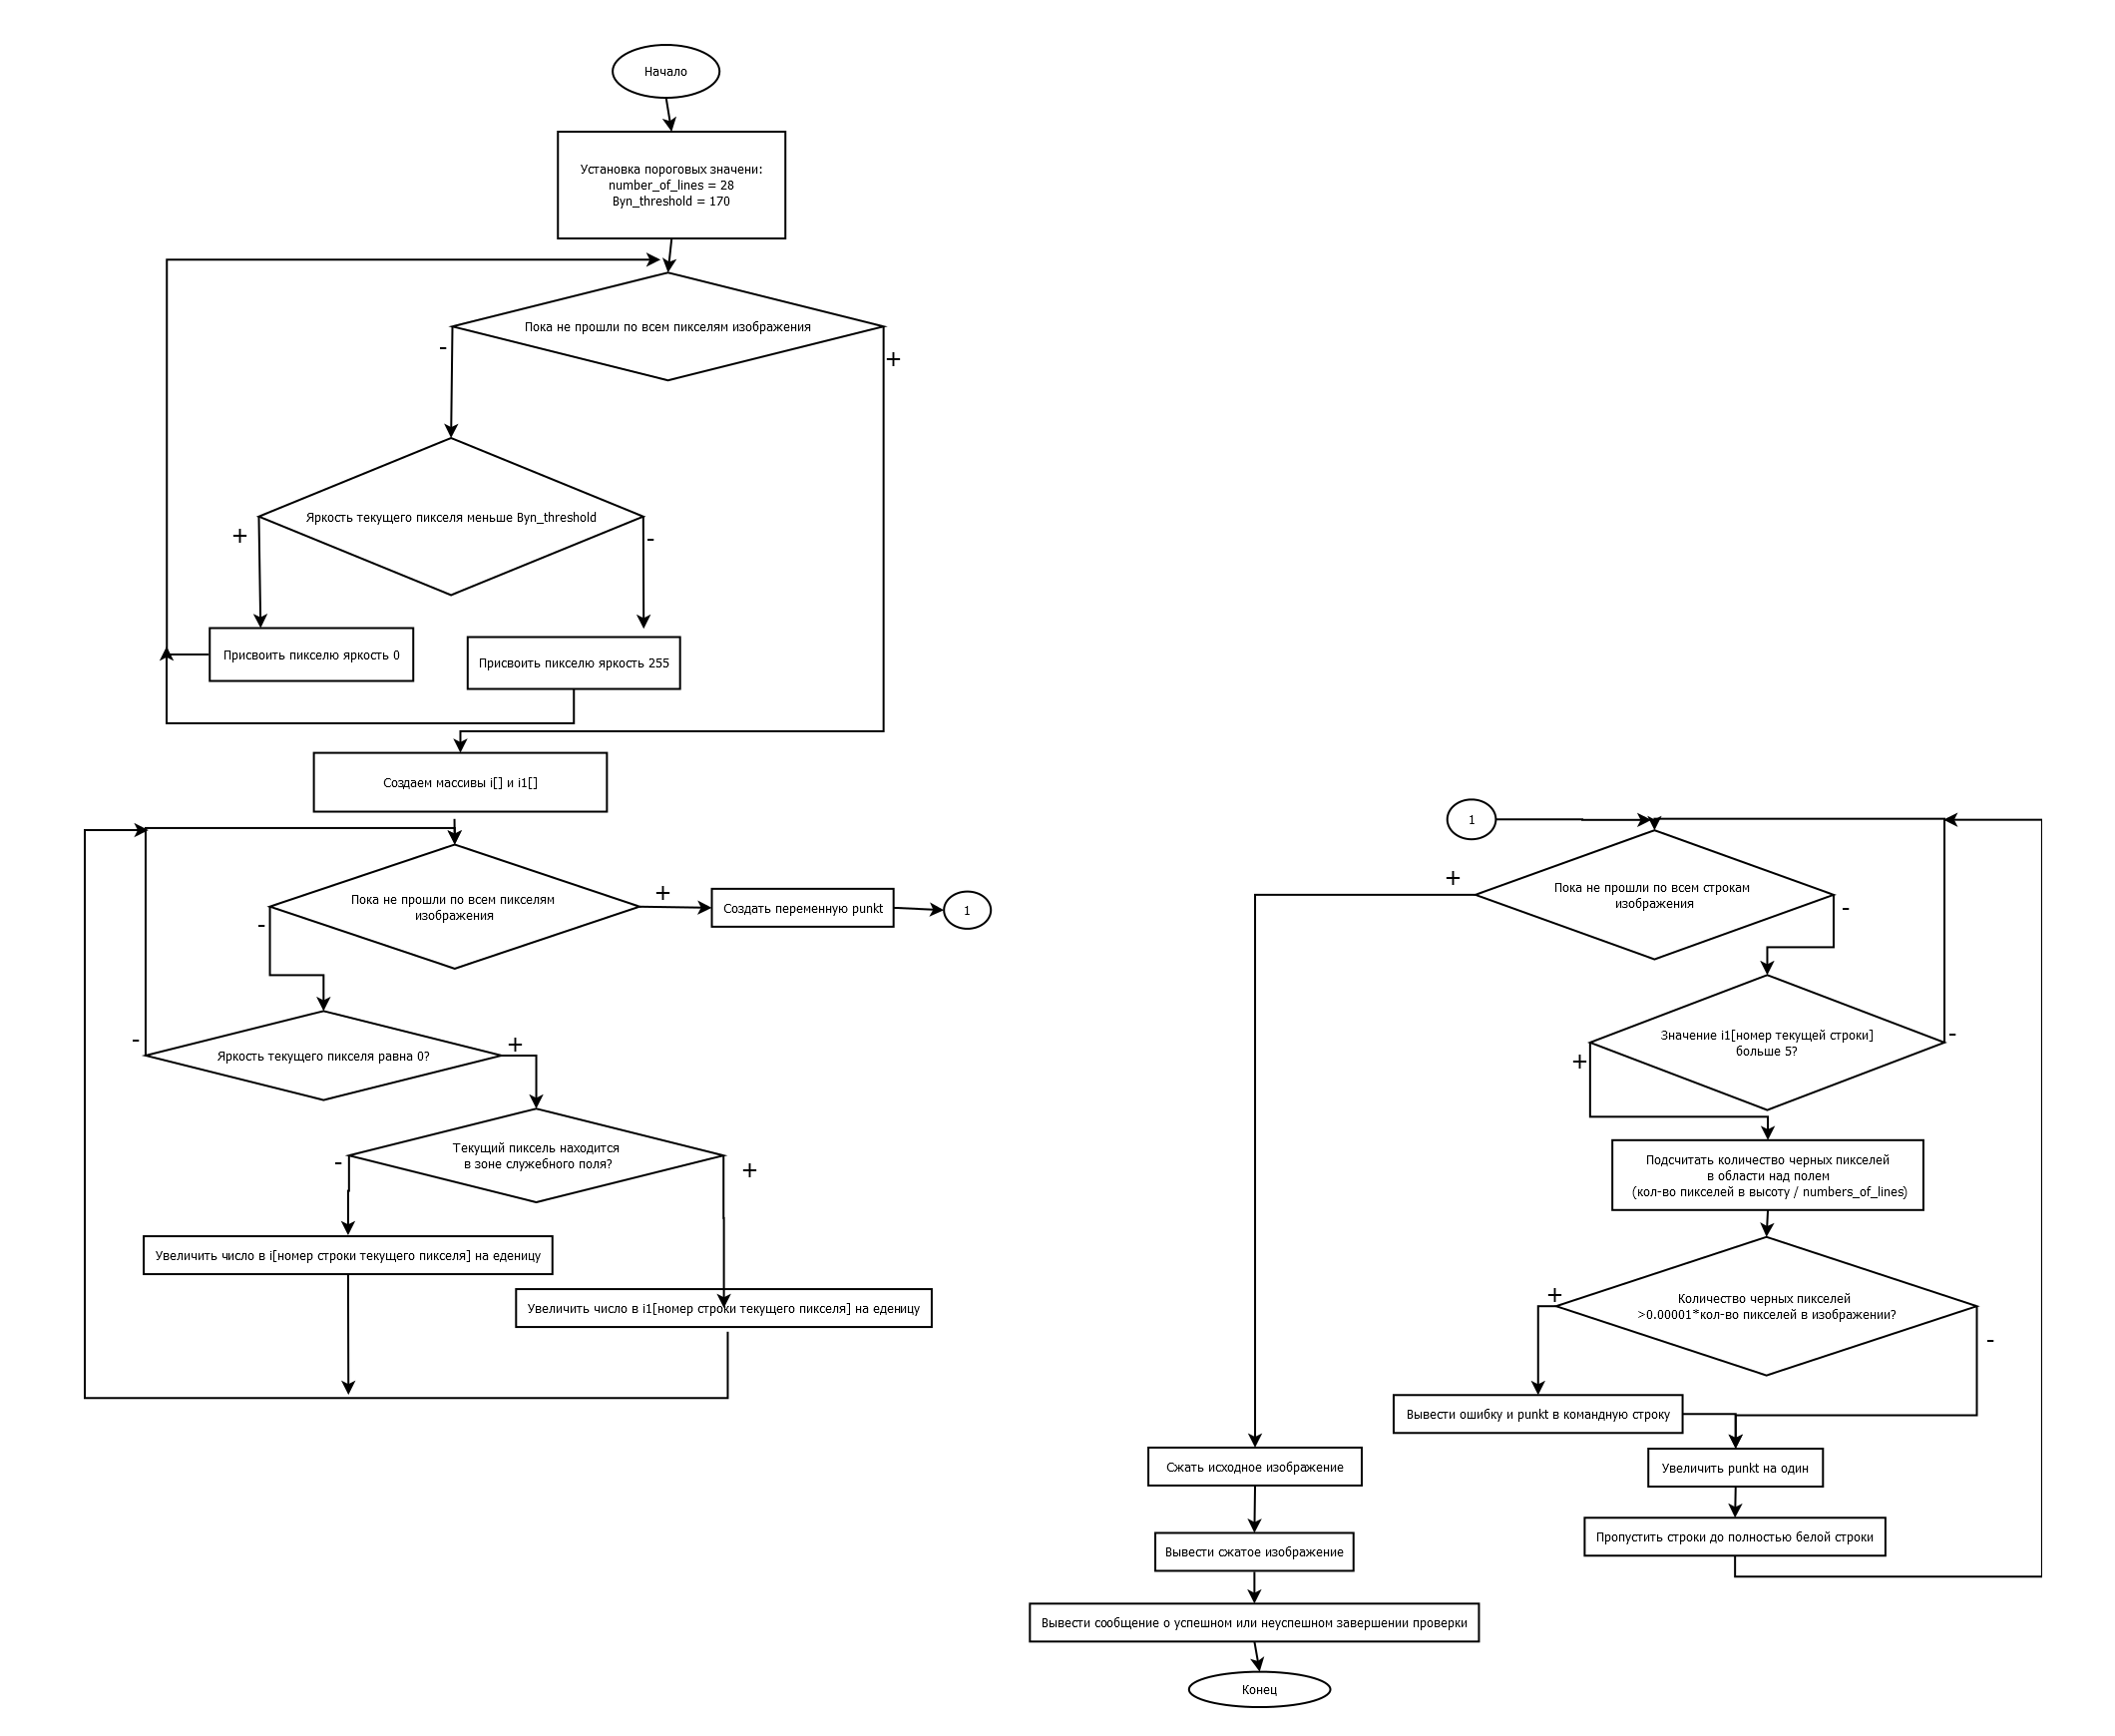 Начало
Установка пороговых значени:
number_of_lines = 28
Byn_threshold = 170
Пока не прошли по всем пикселям изображения
-
+
Яркость текущего пикселя меньше Byn_threshold
+
-
Присвоить пикселю яркость 0
Присвоить пикселю яркость 255
Создаем массивы i[] и i1[]
Пока не прошли по всем пикселям
изображения
+
-
Создать переменную punkt
1
Яркость текущего пикселя равна 0?
-
+
Текущий пиксель находится
в зоне служебного поля?
-
+
Увеличить число в i[номер строки текущего пикселя] на еденицу
Увеличить число в i1[номер строки текущего пикселя] на еденицу
1
Пока не прошли по всем строкам
изображения
+
-
Значение i1[номер текущей строки]
больше 5?
+
-
Подсчитать количество черных пикселей
в области над полем
(кол-во пикселей в высоту / numbers_of_lines)
Количество черных пикселей
>0.00001*кол-во пикселей в изображении?
+
-
Вывести ошибку и punkt в командную строку
Увеличить punkt на один
Пропустить строки до полностью белой строки
Сжать исходное изображение
Вывести сжатое изображение
Вывести сообщение о успешном или неуспешном завершении проверки
Конец